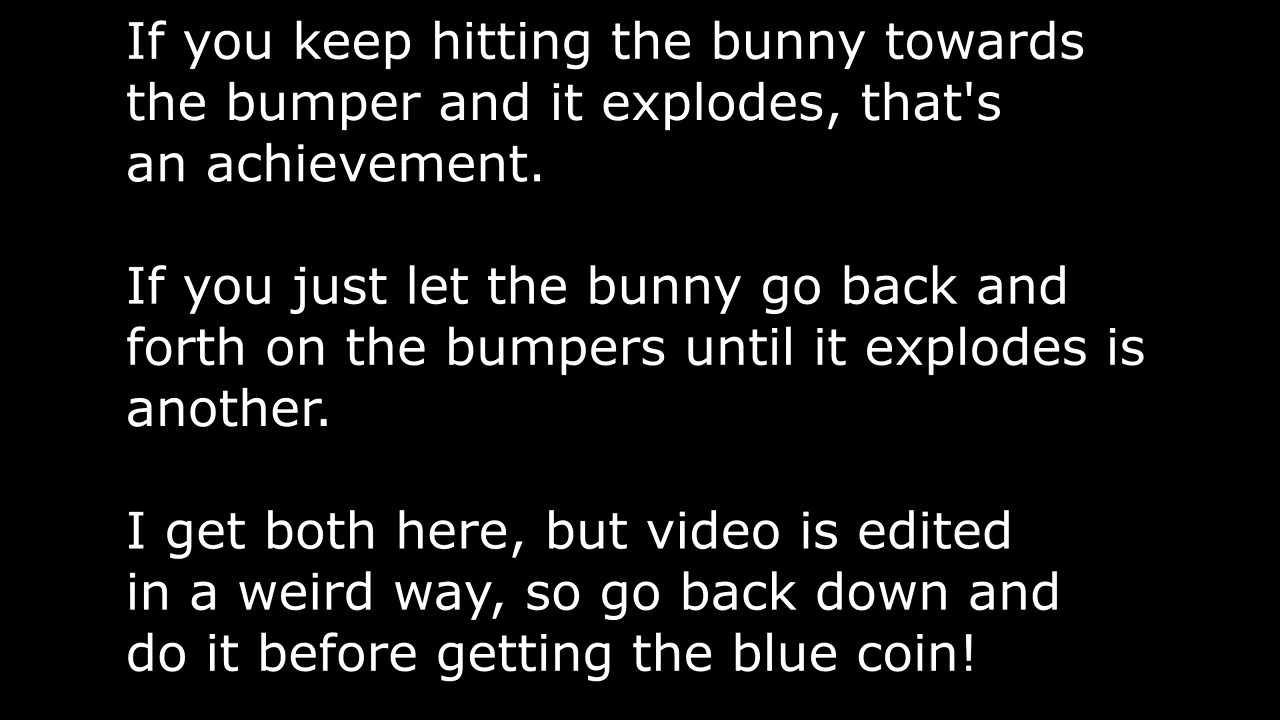 If you keep hitting the bunny towards
the bumper and it explodes, that's
an achievement.
If you just let the bunny go back and
forth on the bumpers until it explodes is
another.
I get both here, but video is edited
in a weird way, so go back down and
do it before getting the blue coin!